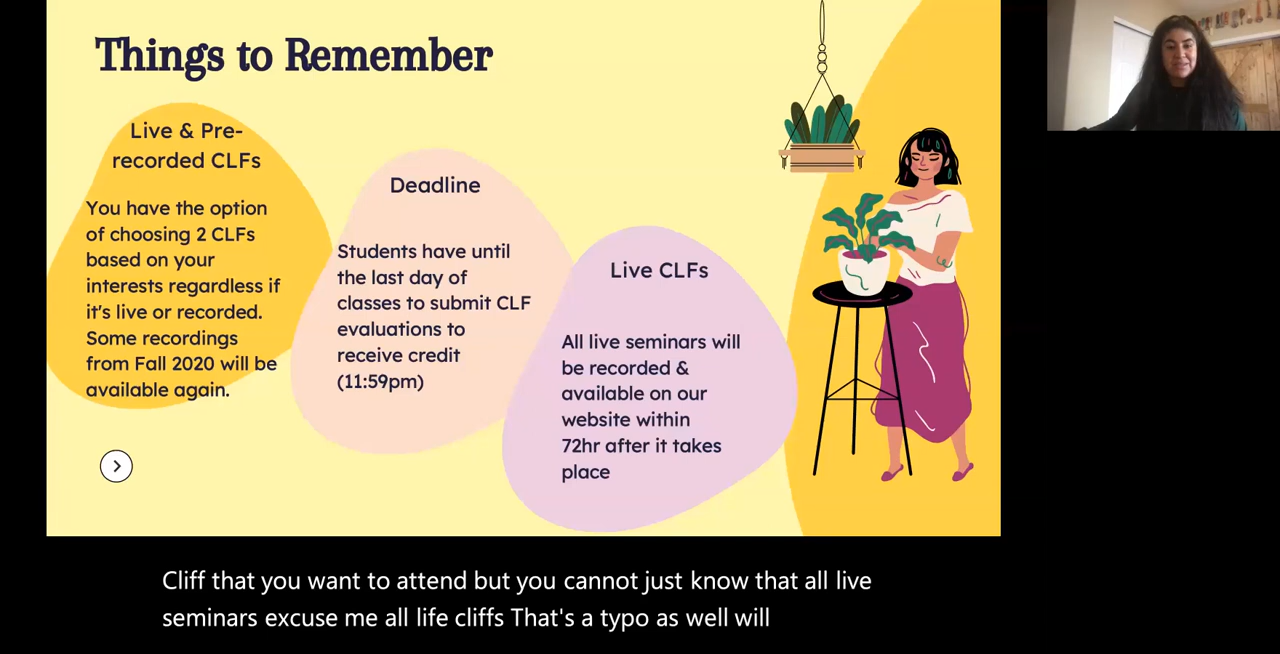 Things to Remember
Live & Pre-
recorded CLFs
You have the option
of choosing 2 CLFs
based on your
interests regardless if
it's live or recorded.
Some recordings
from Fall 2020 will be
available again.
Deadline
Students have until
the last day of
classes to submit CLF
evaluations to
receive credit
(11:59pm)
Live CLFs
All live seminars will
be recorded &
available on our
website within
72hr after it takes
place
Cliff that you want to attend but you cannot just know that all live
seminars excuse me all life cliffs That's a typo as well will